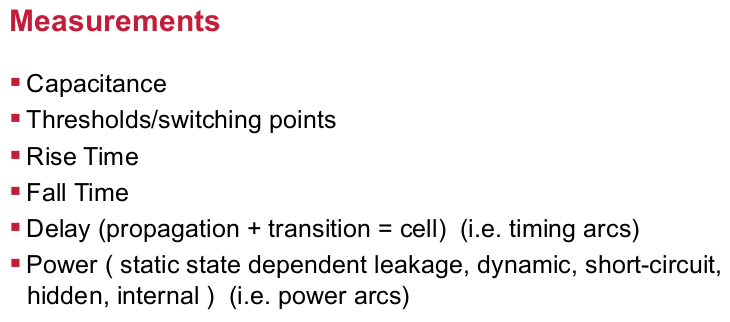 Measurements
▪ Capacitance
▪ Thresholds/switching points
▪ Rise Time
▪ Fall Time
▪ Delay (propagation + transition = cell)  (i.e. timing arcs)
▪ Power ( static state dependent leakage, dynamic, short-circuit,
hidden, internal )  (i.e. power arcs)